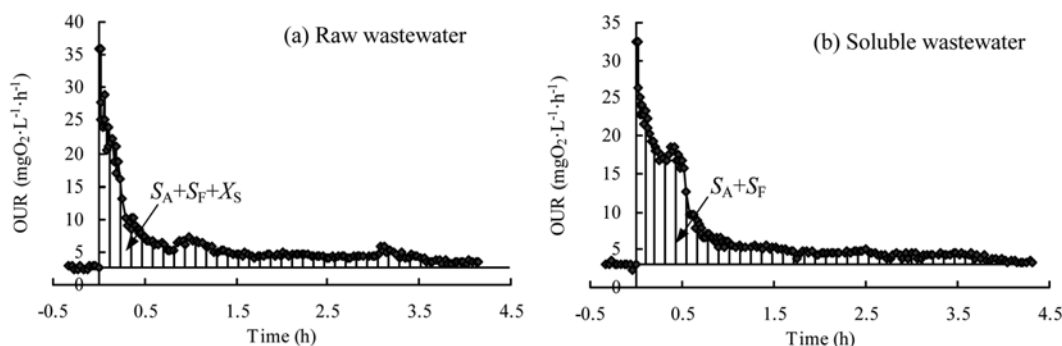 (a) Raw wastewater
OUR (mgO₂·L⁻¹·h⁻¹)
40
35
30
25
20
15
10
5
0
S_A+S_F+X_S
-0.5 0.5 1.5 2.5 3.5 4.5
Time (h)
(b) Soluble wastewater
OUR (mgO₂·L⁻¹·h⁻¹)
35
30
25
20
15
10
5
0
S_A+S_F
-0.5 0.5 1.5 2.5 3.5 4.5
Time (h)